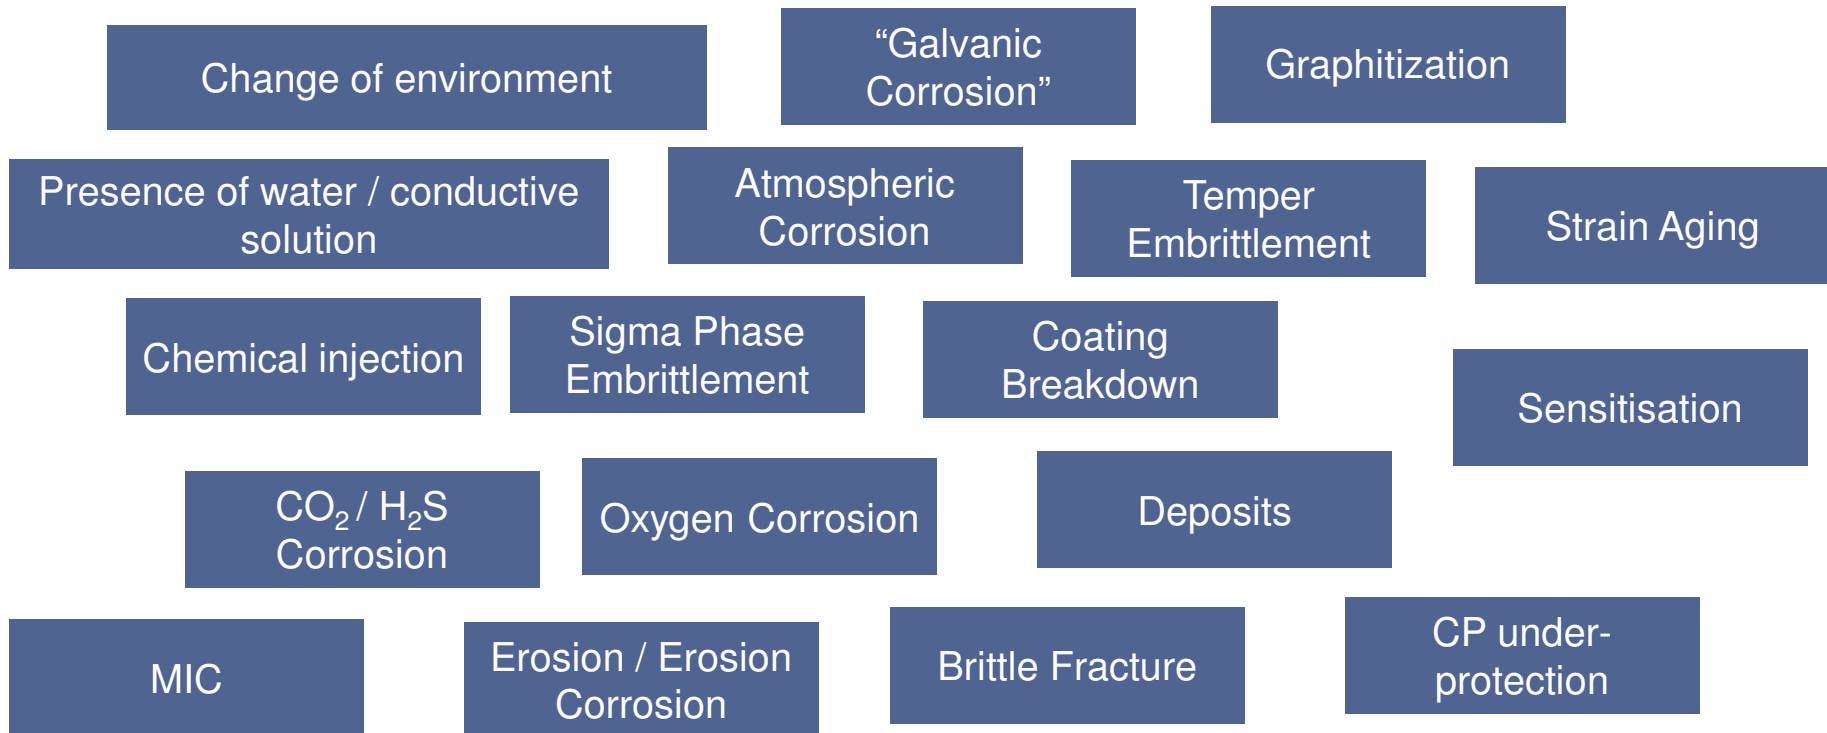 Change of environment
“Galvanic
Corrosion”
Graphitization
Presence of water / conductive
solution
Atmospheric
Corrosion
Temper
Embrittlement
Strain Aging
Chemical injection
Sigma Phase
Embrittlement
Coating
Breakdown
Sensitisation
CO₂ / H₂S
Corrosion
Oxygen Corrosion
Deposits
MIC
Erosion / Erosion
Corrosion
Brittle Fracture
CP under-
protection